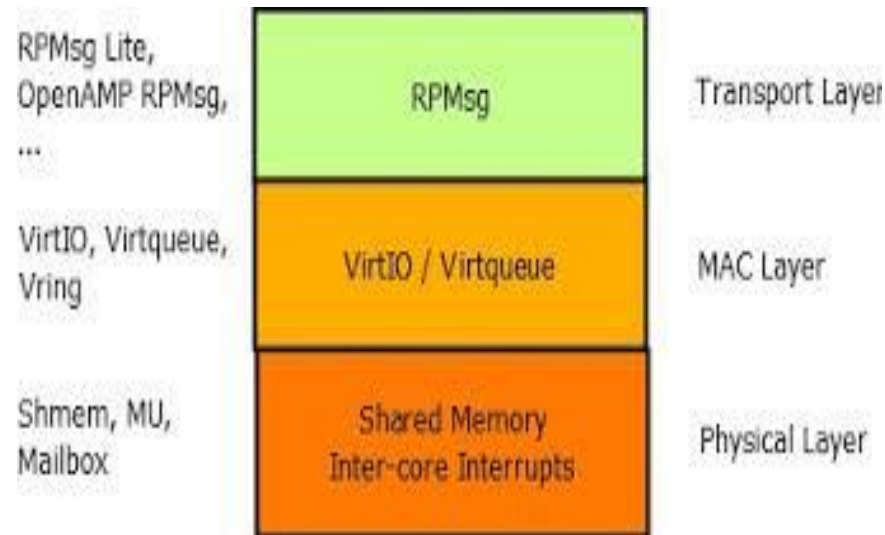 RPMsg Lite,
OpenAMP RPMsg,
...
RPMsg
Transport Layer
VirtIO, Virtqueue,
Vring
VirtIO / Virtqueue
MAC Layer
Shmem, MU,
Mailbox
Shared Memory
Inter-core Interrupts
Physical Layer